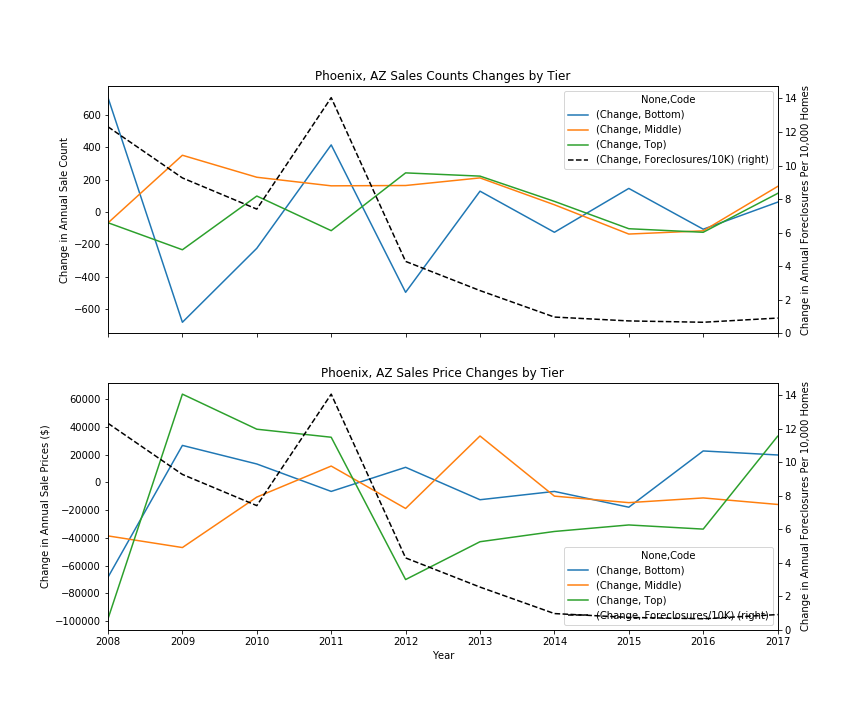 Phoenix, AZ Sales Counts Changes by Tier
Change in Annual Sale Count
600
400
200
0
−200
−400
−600
None,Code
(Change, Bottom)
(Change, Middle)
(Change, Top)
(Change, Foreclosures/10K) (right)
14
12
10
8
6
4
2
0
Change in Annual Foreclosures Per 10,000 Homes
Phoenix, AZ Sales Price Changes by Tier
Change in Annual Sale Prices ($)
60000
40000
20000
0
−20000
−40000
−60000
−80000
−100000
None,Code
(Change, Bottom)
(Change, Middle)
(Change, Top)
(Change, Foreclosures/10K) (right)
14
12
10
8
6
4
2
0
Change in Annual Foreclosures Per 10,000 Homes
2008 2009 2010 2011 2012 2013 2014 2015 2016 2017
Year